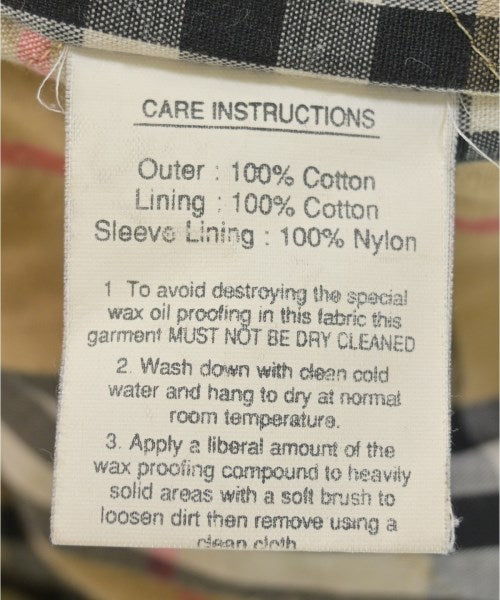 CARE INSTRUCTIONS
Outer : 100% Cotton
Lining : 100% Cotton
Sleeve Lining : 100% Nylon
1 To avoid destroying the special
wax oil proofing in this fabric this
garment MUST NOT BE DRY CLEANED
2. Wash down with clean cold
water and hang to dry at normal
room temperature.
3. Apply a liberal amount of the
wax proofing compound to heavily
solid areas with a soft brush to
loosen dirt then remove using a
clean cloth